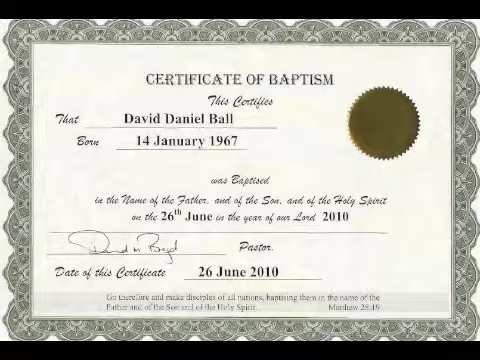 CERTIFICATE OF BAPTISM
This Certifies
That David Daniel Ball
Born 14 January 1967
was Baptised
in the Name of the Father, and of the Son, and of the Holy Spirit
on the 26th June in the year of our Lord 2010
Pastor.
Date of this Certificate 26 June 2010
Go therefore and make disciples of all nations, baptising them in the name of the
Father and of the Son and of the Holy Spirit. Matthew 28:19